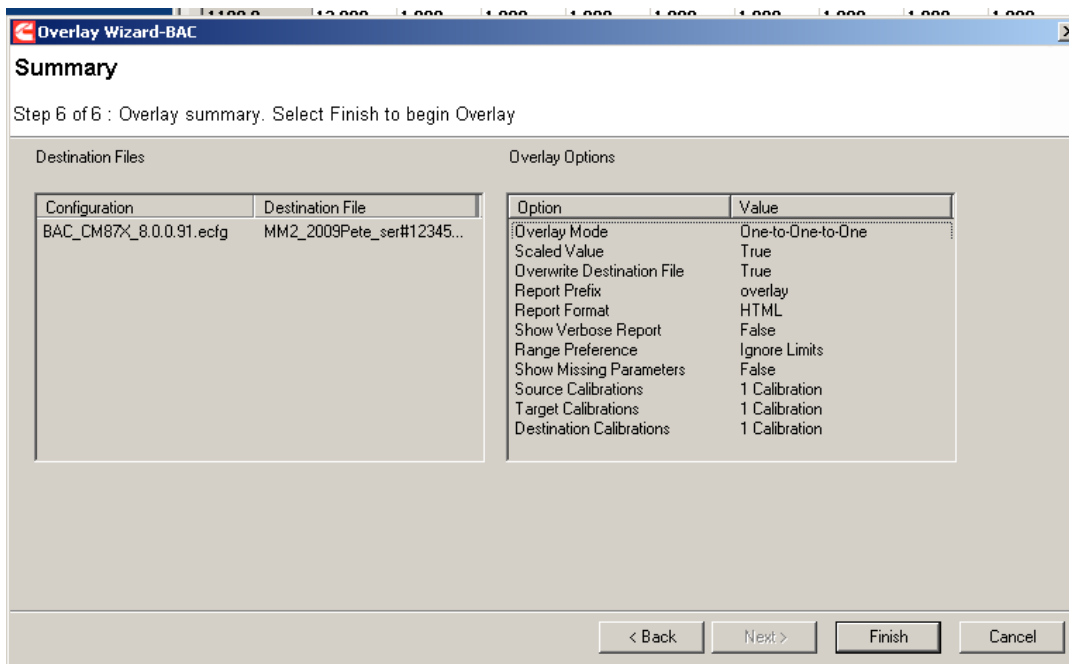 Overlay Wizard-BAC
Summary
Step 6 of 6 : Overlay summary. Select Finish to begin Overlay
Destination Files
Configuration Destination File
BAC_CM87X_8.0.0.91.ecfg MM2_2009Pete_ser#12345...
Overlay Options
Option Value
Overlay Mode One-to-One-to-One
Scaled Value True
Overwrite Destination File True
Report Prefix overlay
Report Format HTML
Show Verbose Report False
Range Preference Ignore Limits
Show Missing Parameters False
Source Calibrations 1 Calibration
Target Calibrations 1 Calibration
Destination Calibrations 1 Calibration
< Back Next > Finish Cancel